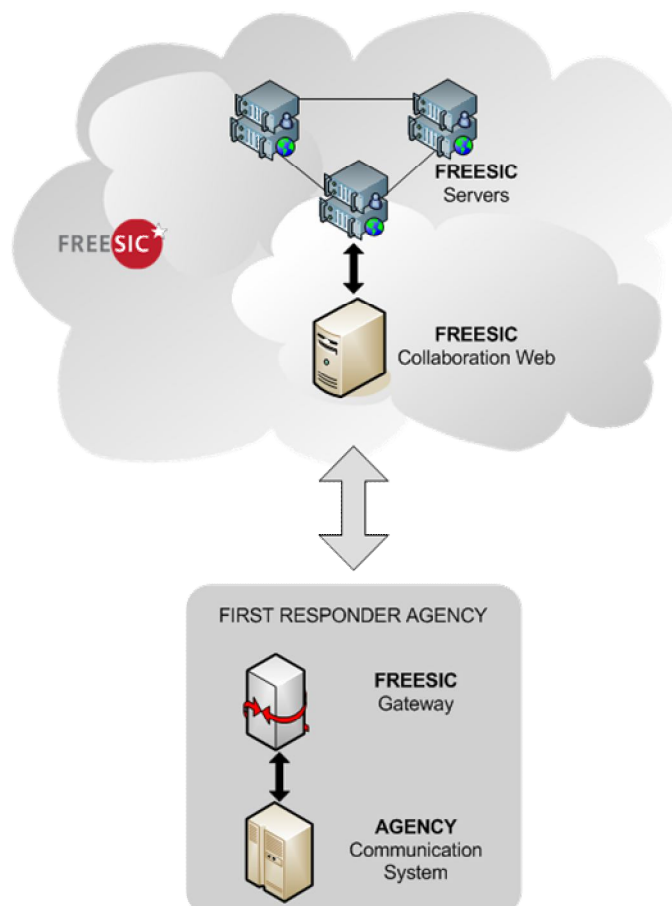 FREESIC
Servers
FREESIC
FREESIC
Collaboration Web
FIRST RESPONDER AGENCY
FREESIC
Gateway
AGENCY
Communication
System